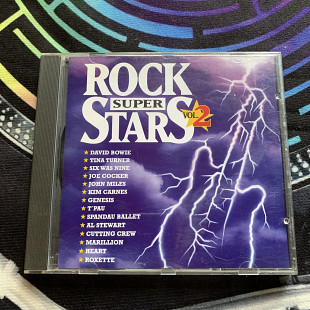 ROCK
SUPER
STARS
VOL. 2
DAVID BOWIE
TINA TURNER
SIX WAS NINE
JOE COCKER
JOHN MILES
KIM CARNES
GENESIS
T'PAU
SPANDAU BALLET
AL STEWART
CUTTING CREW
MARILLION
HEART
ROXETTE